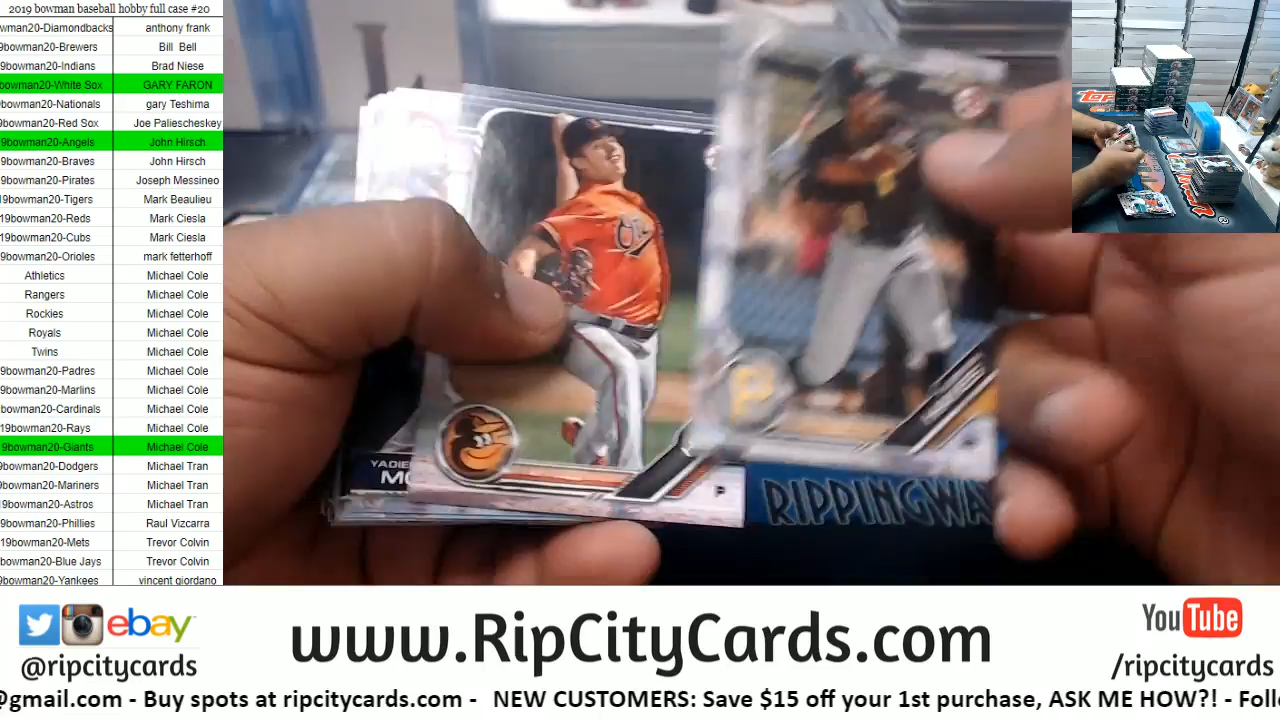 2019 bowman baseball hobby full case #20
wman20-Diamondbacks anthony frank
9bowman20-Brewers Bill Bell
9bowman20-Indians Brad Niese
bowman20-White Sox GARY FARON
9bowman20-Nationals gary Teshima
9bowman20-Red Sox Joe Paliescheskey
9bowman20-Angels John Hirsch
9bowman20-Braves John Hirsch
9bowman20-Pirates Joseph Messineo
19bowman20-Tigers Mark Beaulieu
19bowman20-Reds Mark Ciesla
19bowman20-Cubs Mark Ciesla
9bowman20-Orioles mark fetterhoff
Athletics Michael Cole
Rangers Michael Cole
Rockies Michael Cole
Royals Michael Cole
Twins Michael Cole
9bowman20-Padres Michael Cole
9bowman20-Marlins Michael Cole
bowman20-Cardinals Michael Cole
19bowman20-Rays Michael Cole
9bowman20-Giants Michael Cole
9bowman20-Dodgers Michael Tran
9bowman20-Mariners Michael Tran
19bowman20-Astros Michael Tran
9bowman20-Phillies Raul Vizcarra
19bowman20-Mets Trevor Colvin
9bowman20-Blue Jays Trevor Colvin
9bowman20-Yankees vincent giordano
YADIE
MO
P
P
RIPPINGWA
ebay
@ripcitycards
www.RipCityCards.com
YouTube
/ripcitycards
@gmail.com - Buy spots at ripcitycards.com - NEW CUSTOMERS: Save $15 off your 1st purchase, ASK ME HOW?! - Foll